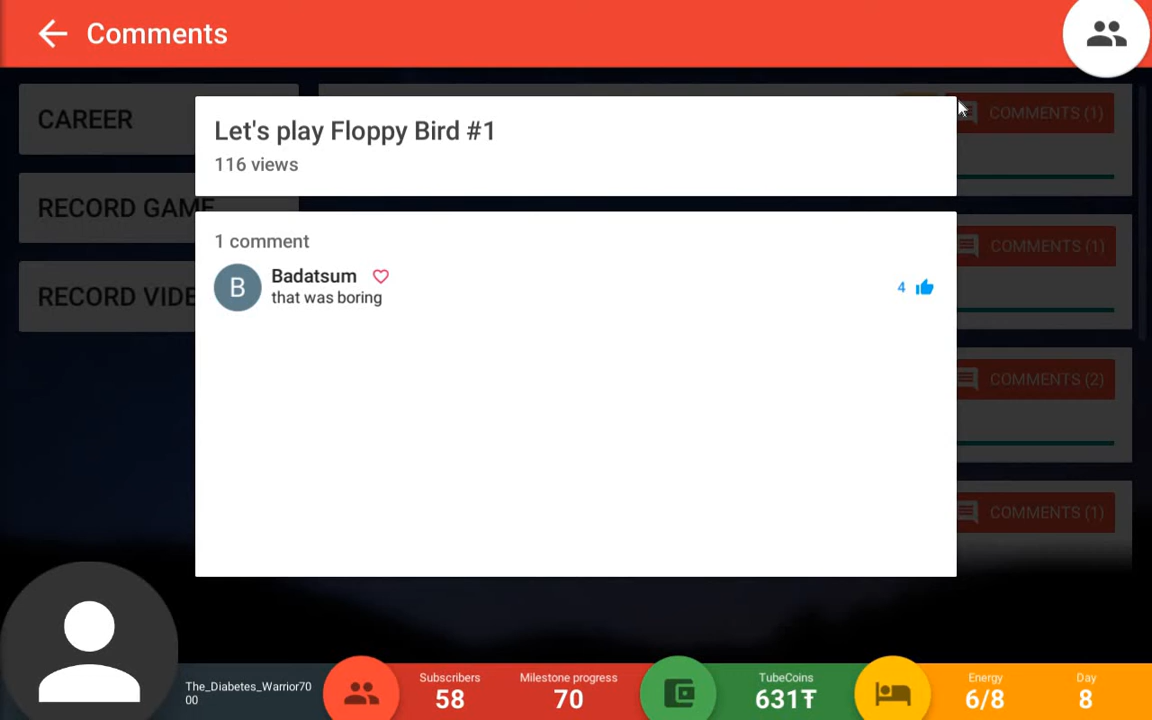 Comments
CAREER
COMMENTS (1)
Let's play Floppy Bird #1
116 views
RECORD GAME
1 comment
COMMENTS (1)
B
Badatsum
that was boring
4
RECORD VIDE
COMMENTS (2)
COMMENTS (1)
The_Diabetes_Warrior70
00
Subscribers
58
Milestone progress
70
TubeCoins
631Ŧ
Energy
6/8
Day
8